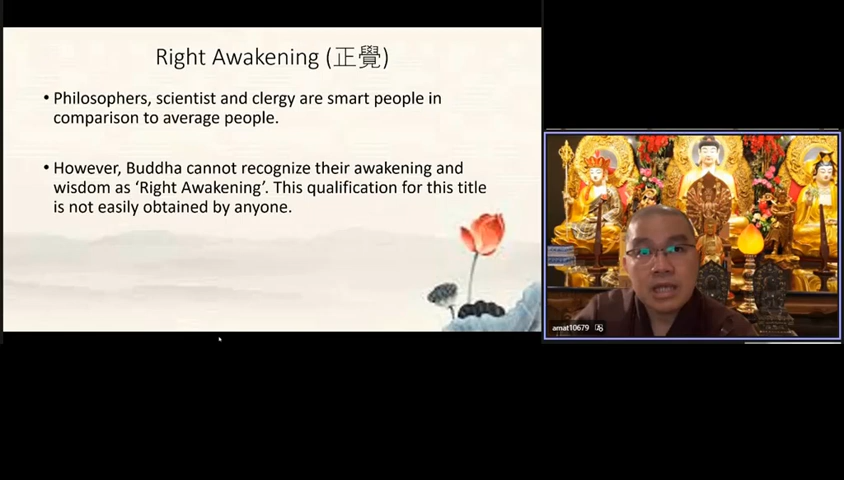 Right Awakening (正覺)
• Philosophers, scientist and clergy are smart people in
comparison to average people.
• However, Buddha cannot recognize their awakening and
wisdom as ‘Right Awakening’. This qualification for this title
is not easily obtained by anyone.
amat10679